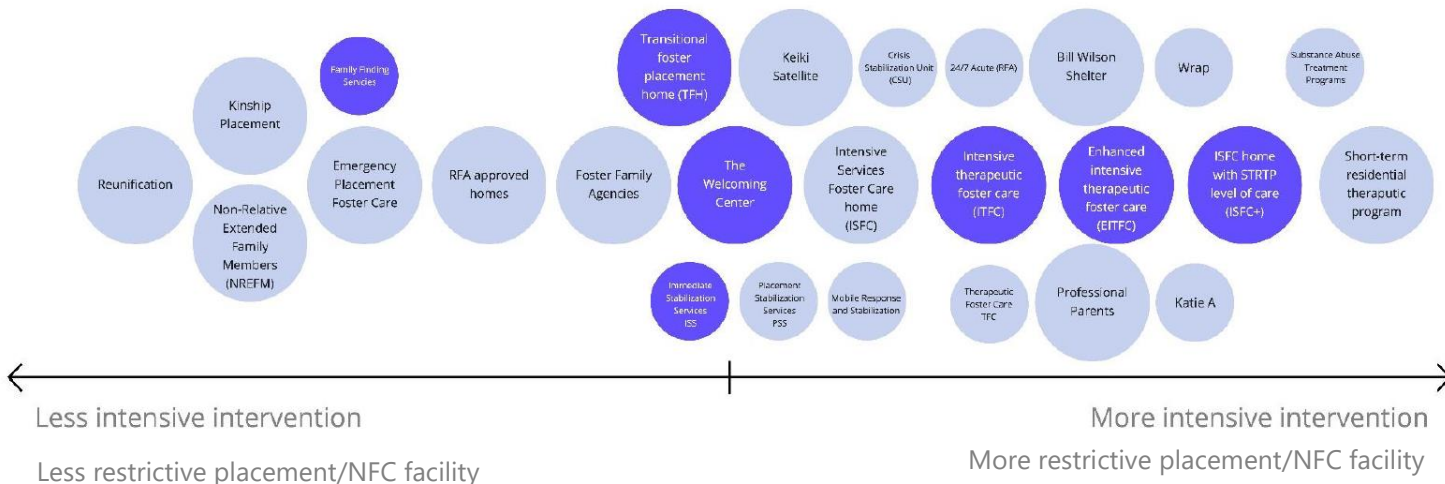 Family Finding
Servcies
Kinship
Placement
Reunification
Non-Relative
Extended
Family
Members
(NREFM)
Emergency
Placement
Foster Care
RFA approved
homes
Foster Family
Agencies
Transitional
foster
placement
home (TFH)
The
Welcoming
Center
Immediate
Stabilization
Services
ISS
Keiki
Satellite
Placement
Stabilization
Services
PSS
Crisis
Stabilization Unit
(CSU)
Intensive
Services
Foster Care
home
(ISFC)
Mobile Response
and Stabilization
24/7 Acute (RFA)
Intensive
therapeutic
foster care
(ITFC)
Therapeutic
Foster Care
TFC
Bill Wilson
Shelter
Enhanced
intensive
therapeutic
foster care
(EITFC)
Professional
Parents
Wrap
ISFC home
with STRTP
level of care
(ISFC+)
Katie A
Substance Abuse
Treatment
Programs
Short-term
residential
theraputic
program
Less intensive intervention
More intensive intervention
Less restrictive placement/NFC facility
More restrictive placement/NFC facility